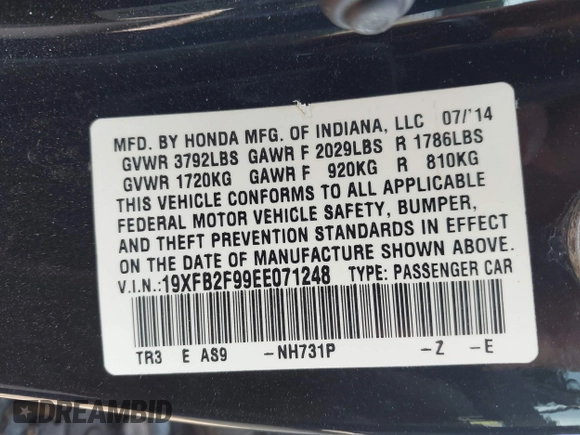 MFD. BY HONDA MFG. OF INDIANA, LLC 07/'14
GVWR 3792LBS GAWR F 2029LBS R 1786LBS
GVWR 1720KG GAWR F 920KG R 810KG
THIS VEHICLE CONFORMS TO ALL APPLICABLE
FEDERAL MOTOR VEHICLE SAFETY, BUMPER,
AND THEFT PREVENTION STANDARDS IN EFFECT
ON THE DATE OF MANUFACTURE SHOWN ABOVE.
V.I.N.:19XFB2F99EE071248 TYPE: PASSENGER CAR
TR3 E AS9 -NH731P -Z -E
DREAMBID